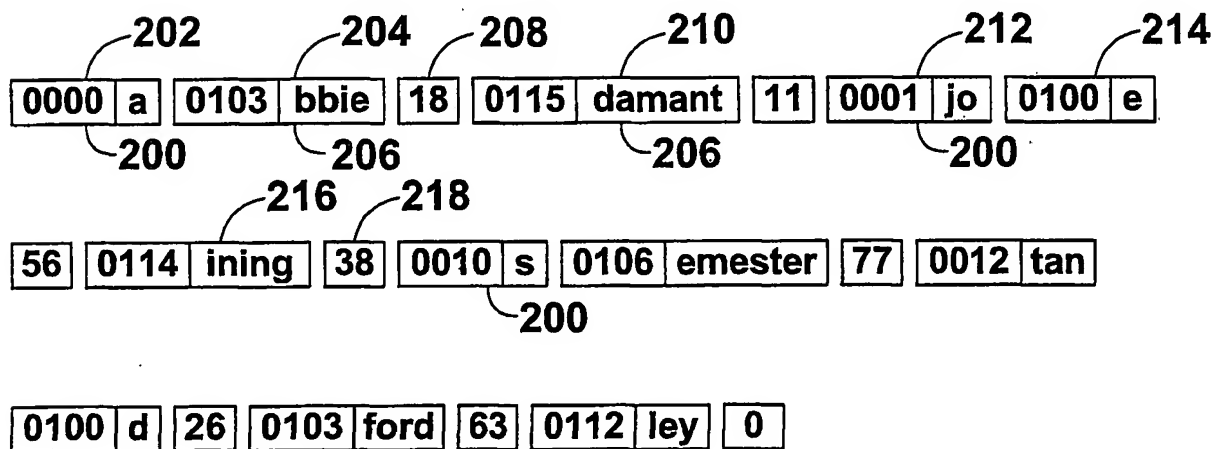 202 204 208 210 212 214
0000 a 0103 bbie 18 0115 damant 11 0001 jo 0100 e
200 206 206 200
216 218
56 0114 ining 38 0010 s 0106 emester 77 0012 tan
200
0100 d 26 0103 ford 63 0112 ley 0